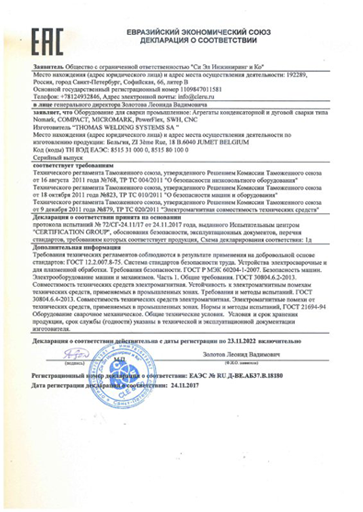 ЕВРАЗИЙСКИЙ ЭКОНОМИЧЕСКИЙ СОЮЗ
ДЕКЛАРАЦИЯ О СООТВЕТСТВИИ
ЕАС
Заявитель Общество с ограниченной ответственностью "Си Эл Инжиниринг и Ко"
Место нахождения (адрес юридического лица) и адрес места осуществления деятельности: 192289,
Россия, город Санкт-Петербург, Софийская, 66, литер В
Основной государственный регистрационный номер 1109847011581
Телефон: +78124932846, Адрес электронной почты: info@cleru.ru
в лице генерального директора Золотова Леонида Вадимовича
заявляет, что Оборудование для сварки пленки: Агрегаты конденсаторной и дуговой сварки типа
Nomark, COMPACT, MICROMARK, PowerFlex, SWH, CNC
Изготовитель "THOMAS WELDING SYSTEMS SA "
Место нахождения (адрес юридического лица) и адрес места осуществления деятельности по
изготовлению продукции: Бельгия, ZI 3ème Rue, 18 B.6040 JUMET BELGIUM
Код (коды) ТН ВЭД ЕАЭС: 8515 31 000 0, 8515 80 100 0
Серийный выпуск
соответствует требованиям
Технического регламента Таможенного союза, утвержденного Решением Комиссии Таможенного союза
от 16 августа 2011 года №768, ТР ТС 004/2011 "О безопасности низковольтного оборудования"
Технического регламента Таможенного союза, утвержденного Решением Комиссии Таможенного союза
от 18 октября 2011 года №823, ТР ТС 010/2011 "О безопасности машин и оборудования"
Технического регламента Таможенного союза, утвержденного Решением Комиссии Таможенного союза
от 9 декабря 2011 года №879, ТР ТС 020/2011 "Электромагнитная совместимость технических средств"
Декларация о соответствии принята на основании
протокола испытаний № 72/СТ-24.11/17 от 24.11.2017 года, выданного Испытательным центром
"CERTIFICATION GROUP", обоснования безопасности, эксплуатационных документов, перечня
стандартов, требованиям которых соответствует продукция, Схема декларирования соответствия: 1д
Дополнительная информация
Требования технических регламентов соблюдаются в результате применения на добровольной основе
стандартов: ГОСТ 12.2.007.8-75. Система стандартов безопасности труда. Устройства электросварочные и
для плазменной обработки. Требования безопасности. ГОСТ Р МЭК 60204-1-2007. Безопасность машин.
Электрооборудование машин и механизмов. Часть 1. Общие требования. ГОСТ 30804.6.2-2013.
Совместимость технических средств электромагнитная. Устойчивость к электромагнитным помехам
технических средств, применяемых в промышленных зонах. Требования и методы испытаний. ГОСТ
30804.6.4-2013. Совместимость технических средств электромагнитная. Электромагнитные помехи от
технических средств, применяемых в промышленных зонах. Нормы и методы испытаний. ГОСТ 21694-94
Оборудование сварочное механическое. Общие технические условия. Условия и срок хранения
продукции, срок службы (годности) указаны в технической и эксплуатационной документации
изготовителя.
Декларация о соответствии действительна с даты регистрации по 23.11.2022 включительно
Золотов Леонид Вадимович
(подпись)
М.П.
(Ф.И.О. заявителя)
Регистрационный номер декларации о соответствии: ЕАЭС № RU Д-BE.АБ37.В.18180
Дата регистрации декларации о соответствии: 24.11.2017